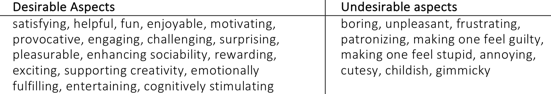 Desirable Aspects
satisfying, helpful, fun, enjoyable, motivating,
provocative, engaging, challenging, surprising,
pleasurable, enhancing sociability, rewarding,
exciting, supporting creativity, emotionally
fulfilling, entertaining, cognitively stimulating
Undesirable aspects
boring, unpleasant, frustrating,
patronizing, making one feel guilty,
making one feel stupid, annoying,
cutesy, childish, gimmicky